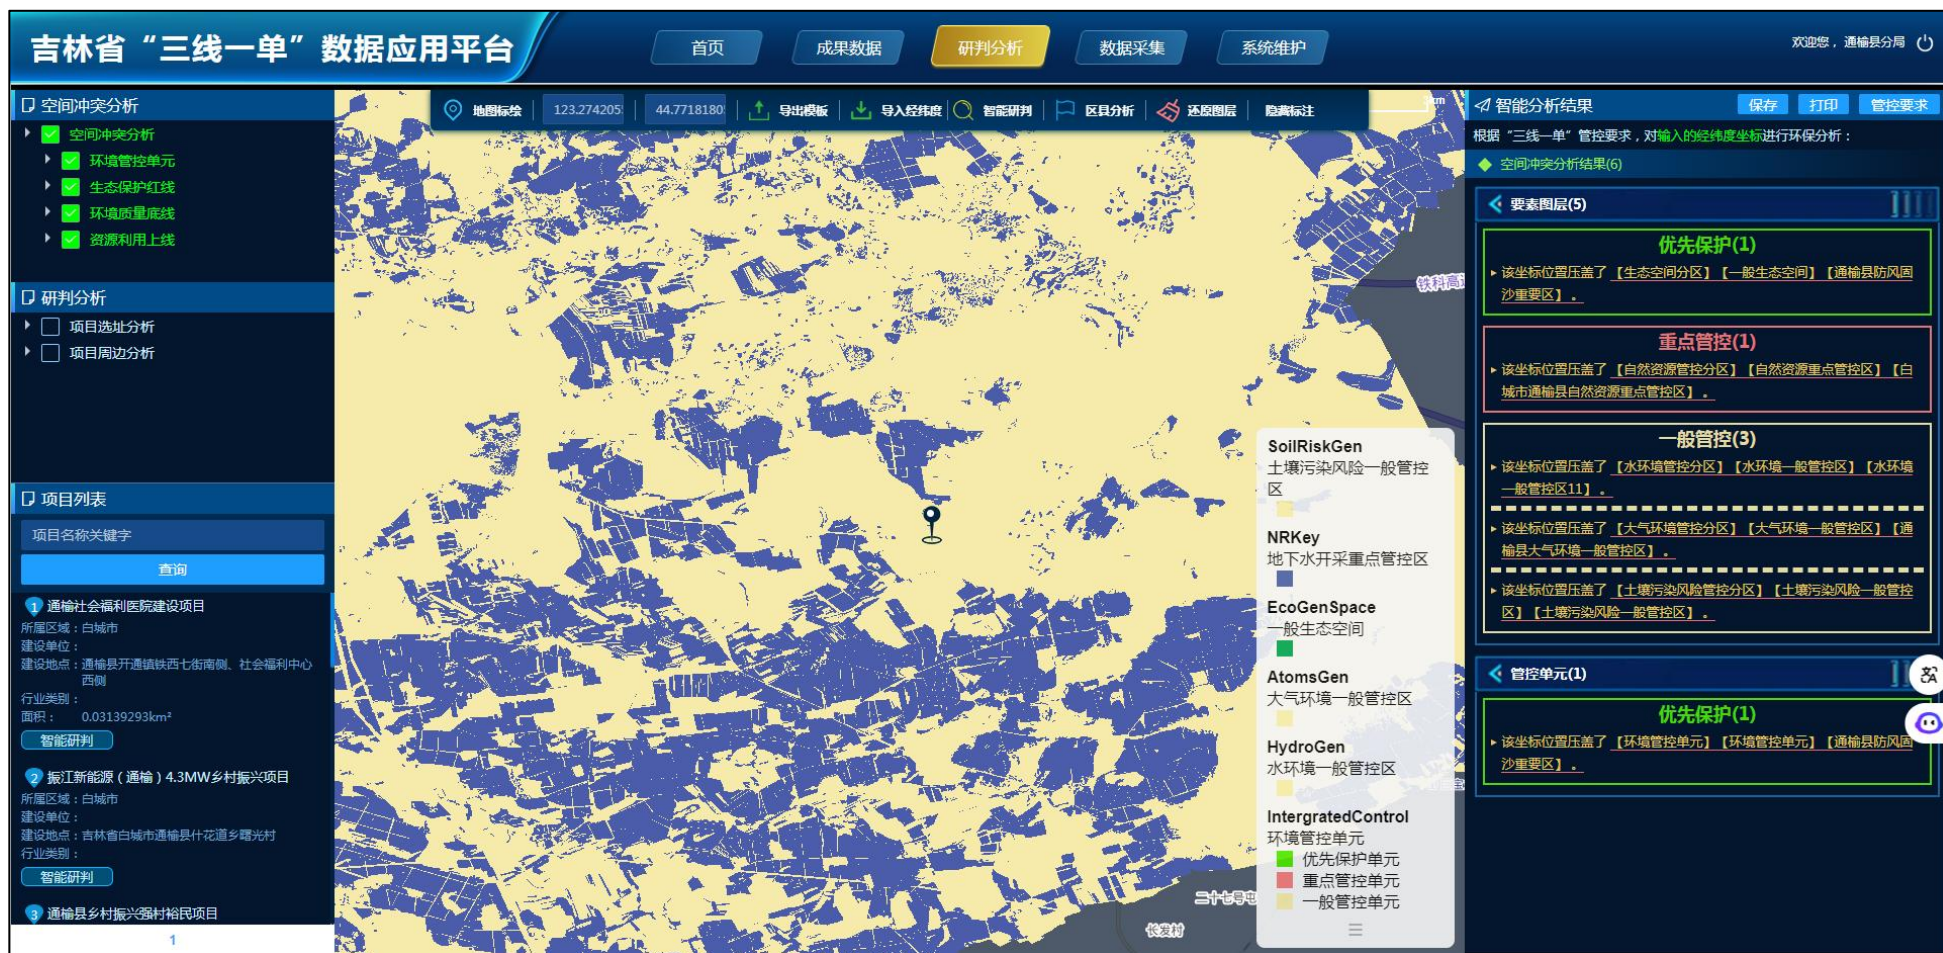 吉林省“三线一单”数据应用平台
首页
成果数据
研判分析
数据采集
系统维护
欢迎您，通榆县分局
空间冲突分析
空间冲突分析
环境管控单元
生态保护红线
环境质量底线
资源利用上线
研判分析
项目选址分析
项目周边分析
项目列表
项目名称关键字
查询
1 通榆社会福利医院建设项目
所属区域：白城市
建设单位：
建设地点：通榆县开通镇铁西七街南侧、社会福利中心
西侧
行业类别：
面积： 0.03139293km²
智能研判
2 振江新能源（通榆）4.3MW乡村振兴项目
所属区域：白城市
建设单位：
建设地点：吉林省白城市通榆县什花道乡曙光村
行业类别：
智能研判
3 通榆县乡村振兴强村裕民项目
1
地图标绘
123.274205
44.7718180
导出模板
导入经纬度
智能研判
区县分析
还原图层
隐藏标注
km
铁科高
二十七号屯
长发村
SoilRiskGen
土壤污染风险一般管控
区
NRKey
地下水开采重点管控区
EcoGenSpace
一般生态空间
AtomsGen
大气环境一般管控区
HydroGen
水环境一般管控区
IntergratedControl
环境管控单元
优先保护单元
重点管控单元
一般管控单元
智能分析结果
保存
打印
管控要求
根据“三线一单”管控要求，对输入的经纬度坐标进行环保分析：
空间冲突分析结果(6)
要素图层(5)
优先保护(1)
该坐标位置压盖了【生态空间分区】【一般生态空间】【通榆县防风固
沙重要区】。
重点管控(1)
该坐标位置压盖了【自然资源管控分区】【自然资源重点管控区】【白
城市通榆县自然资源重点管控区】。
一般管控(3)
该坐标位置压盖了【水环境管控分区】【水环境一般管控区】【水环境
一般管控区11】。
该坐标位置压盖了【大气环境管控分区】【大气环境一般管控区】【通
榆县大气环境一般管控区】。
该坐标位置压盖了【土壤污染风险管控分区】【土壤污染风险一般管控
区】【土壤污染风险一般管控区】。
管控单元(1)
优先保护(1)
该坐标位置压盖了【环境管控单元】【环境管控单元】【通榆县防风固
沙重要区】。